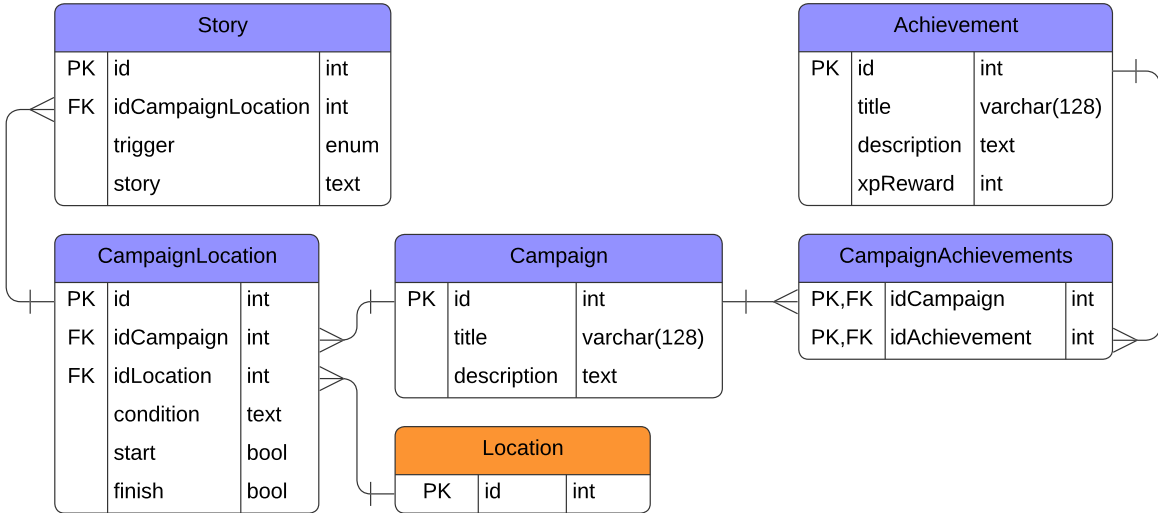 Story
PK id int
FK idCampaignLocation int
trigger enum
story text
Achievement
PK id int
title varchar(128)
description text
xpReward int
CampaignLocation
PK id int
FK idCampaign int
FK idLocation int
condition text
start bool
finish bool
Campaign
PK id int
title varchar(128)
description text
CampaignAchievements
PK,FK idCampaign int
PK,FK idAchievement int
Location
PK id int